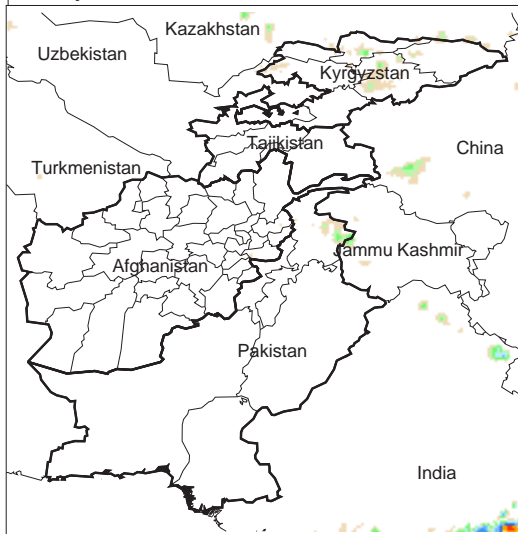 Kazakhstan
Uzbekistan
Kyrgyzstan
Tajikistan
China
Turkmenistan
Jammu Kashmir
Afghanistan
Pakistan
India